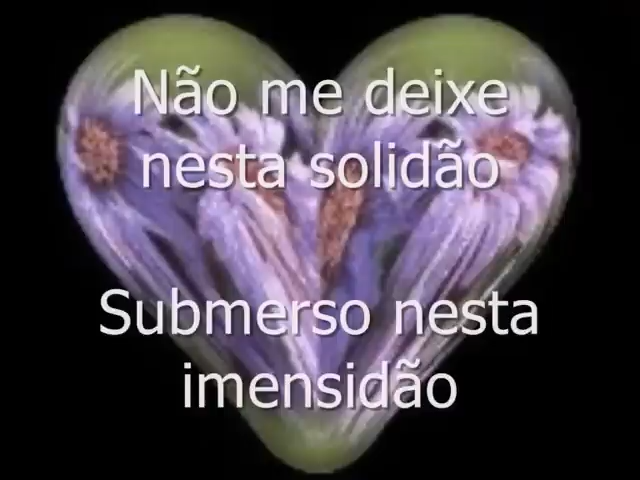 Não me deixe
nesta solidão
Submerso nesta
imensidão